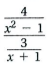 4
x² − 1
3
x + 1